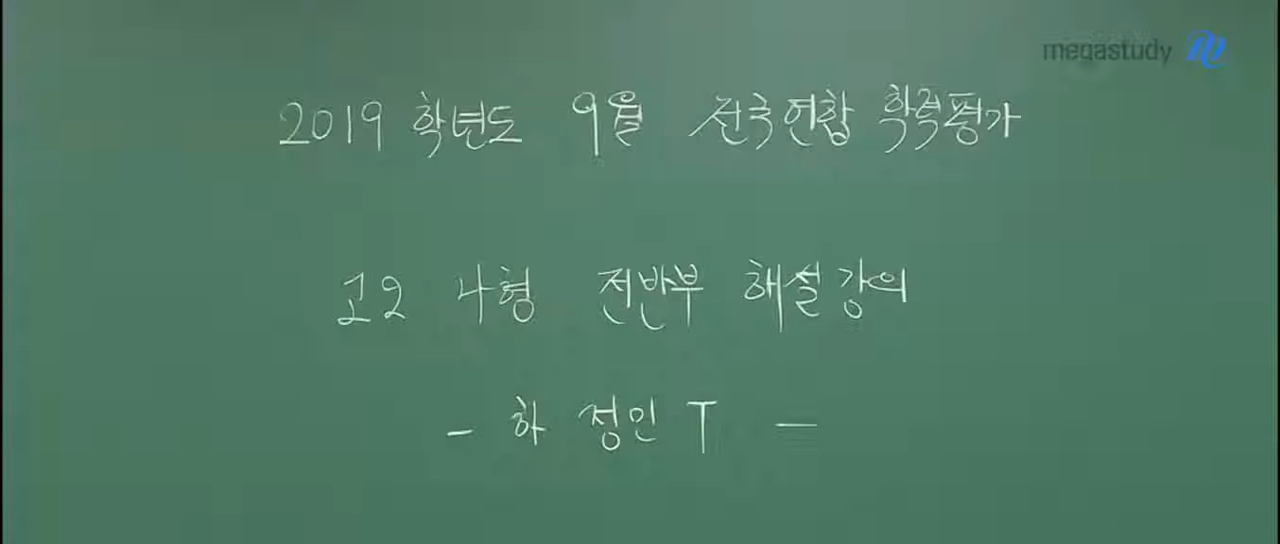 megastudy
2019 학년도 9월 전국연합 학력평가
고2 나형 전반부 해설강의
- 하 정인 T -